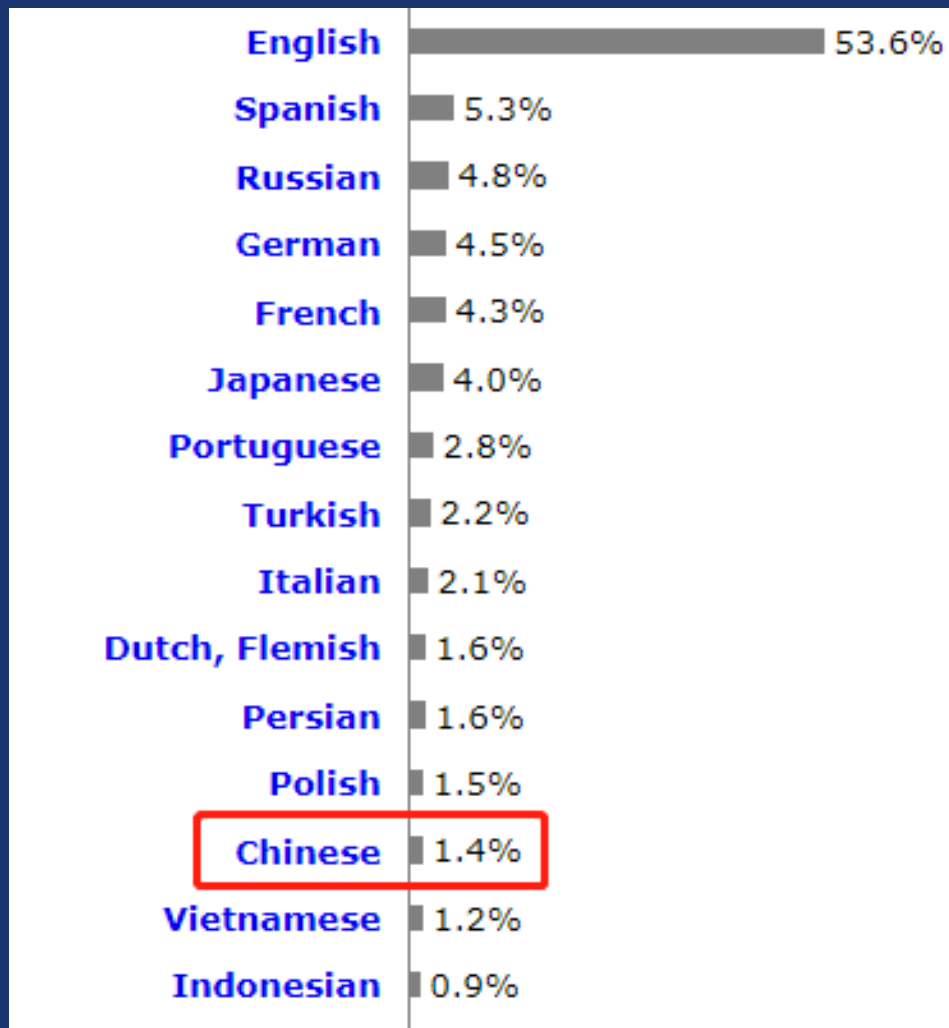 English 53.6%
Spanish 5.3%
Russian 4.8%
German 4.5%
French 4.3%
Japanese 4.0%
Portuguese 2.8%
Turkish 2.2%
Italian 2.1%
Dutch, Flemish 1.6%
Persian 1.6%
Polish 1.5%
Chinese 1.4%
Vietnamese 1.2%
Indonesian 0.9%